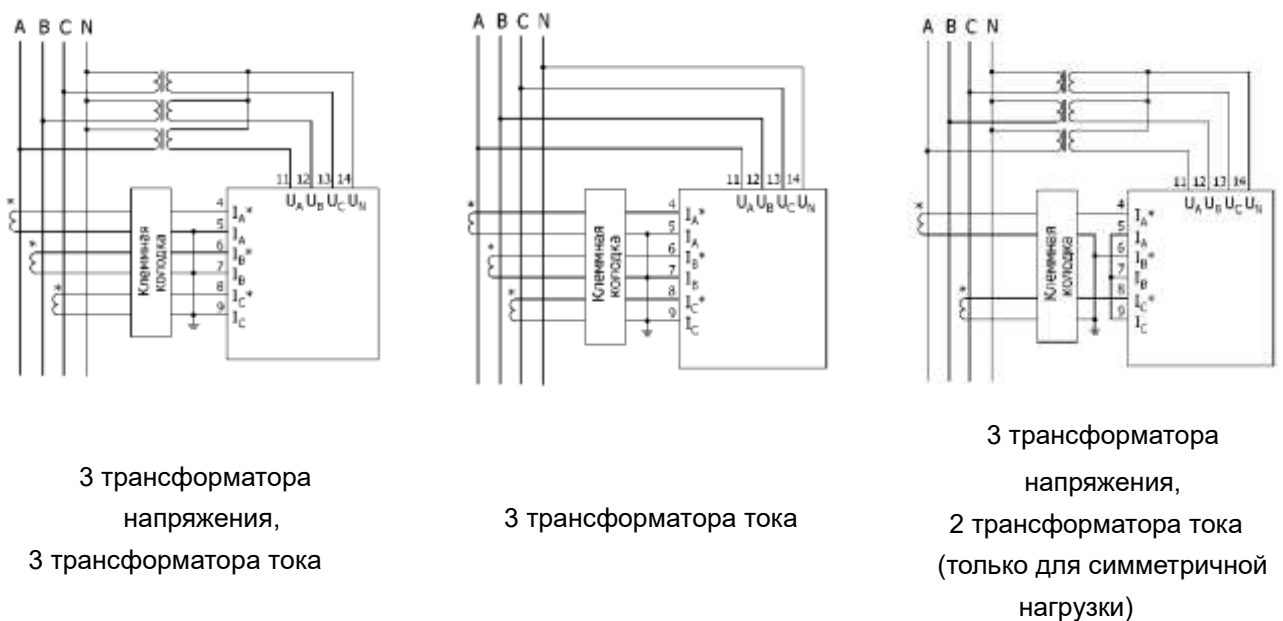 A B C N
11 12 13 14
U_A U_B U_C U_N
4 I_A*
5 I_A
6 I_B*
7 I_B
8 I_C*
9 I_C
Клеммная
колодка
*
*
*
3 трансформатора
напряжения,
3 трансформатора тока
A B C N
11 12 13 14
U_A U_B U_C U_N
4 I_A*
5 I_A
6 I_B*
7 I_B
8 I_C*
9 I_C
Клеммная
колодка
*
*
*
3 трансформатора тока
A B C N
11 12 13 14
U_A U_B U_C U_N
4 I_A*
5 I_A
6 I_B*
7 I_B
8 I_C*
9 I_C
Клеммная
колодка
*
*
3 трансформатора
напряжения,
2 трансформатора тока
(только для симметричной
нагрузки)